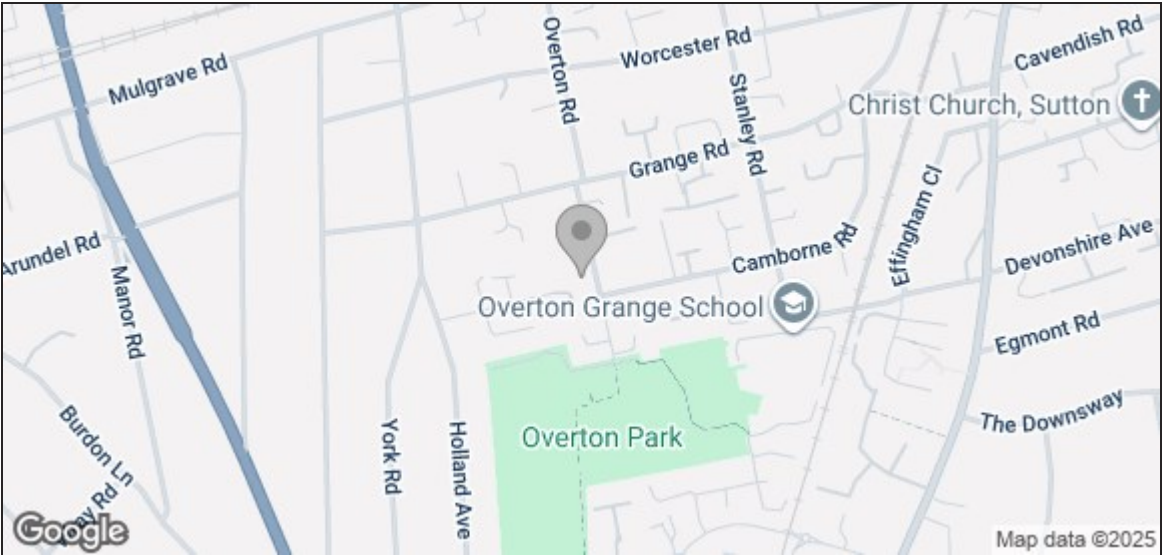 Mulgrave Rd
Overton Rd
Worcester Rd
Cavendish Rd
Christ Church, Sutton
Stanley Rd
Grange Rd
Effingham Cl
Arundel Rd
Manor Rd
Camborne Rd
Devonshire Ave
Overton Grange School
Egmont Rd
Burdon Ln
York Rd
Holland Ave
The Downsway
Overton Park
Rd
Google
Map data ©2025